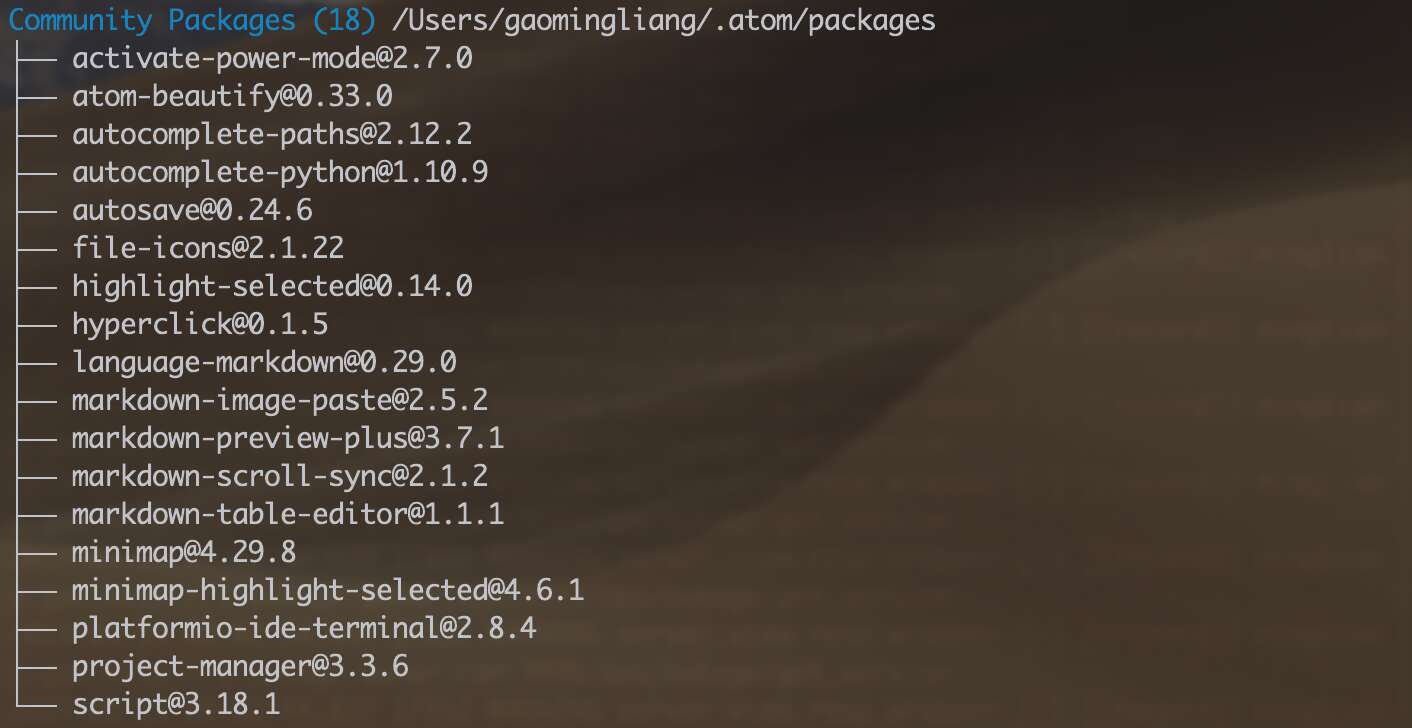 Community Packages (18) /Users/gaomingliang/.atom/packages
├── activate-power-mode@2.7.0
├── atom-beautify@0.33.0
├── autocomplete-paths@2.12.2
├── autocomplete-python@1.10.9
├── autosave@0.24.6
├── file-icons@2.1.22
├── highlight-selected@0.14.0
├── hyperclick@0.1.5
├── language-markdown@0.29.0
├── markdown-image-paste@2.5.2
├── markdown-preview-plus@3.7.1
├── markdown-scroll-sync@2.1.2
├── markdown-table-editor@1.1.1
├── minimap@4.29.8
├── minimap-highlight-selected@4.6.1
├── platformio-ide-terminal@2.8.4
├── project-manager@3.3.6
└── script@3.18.1